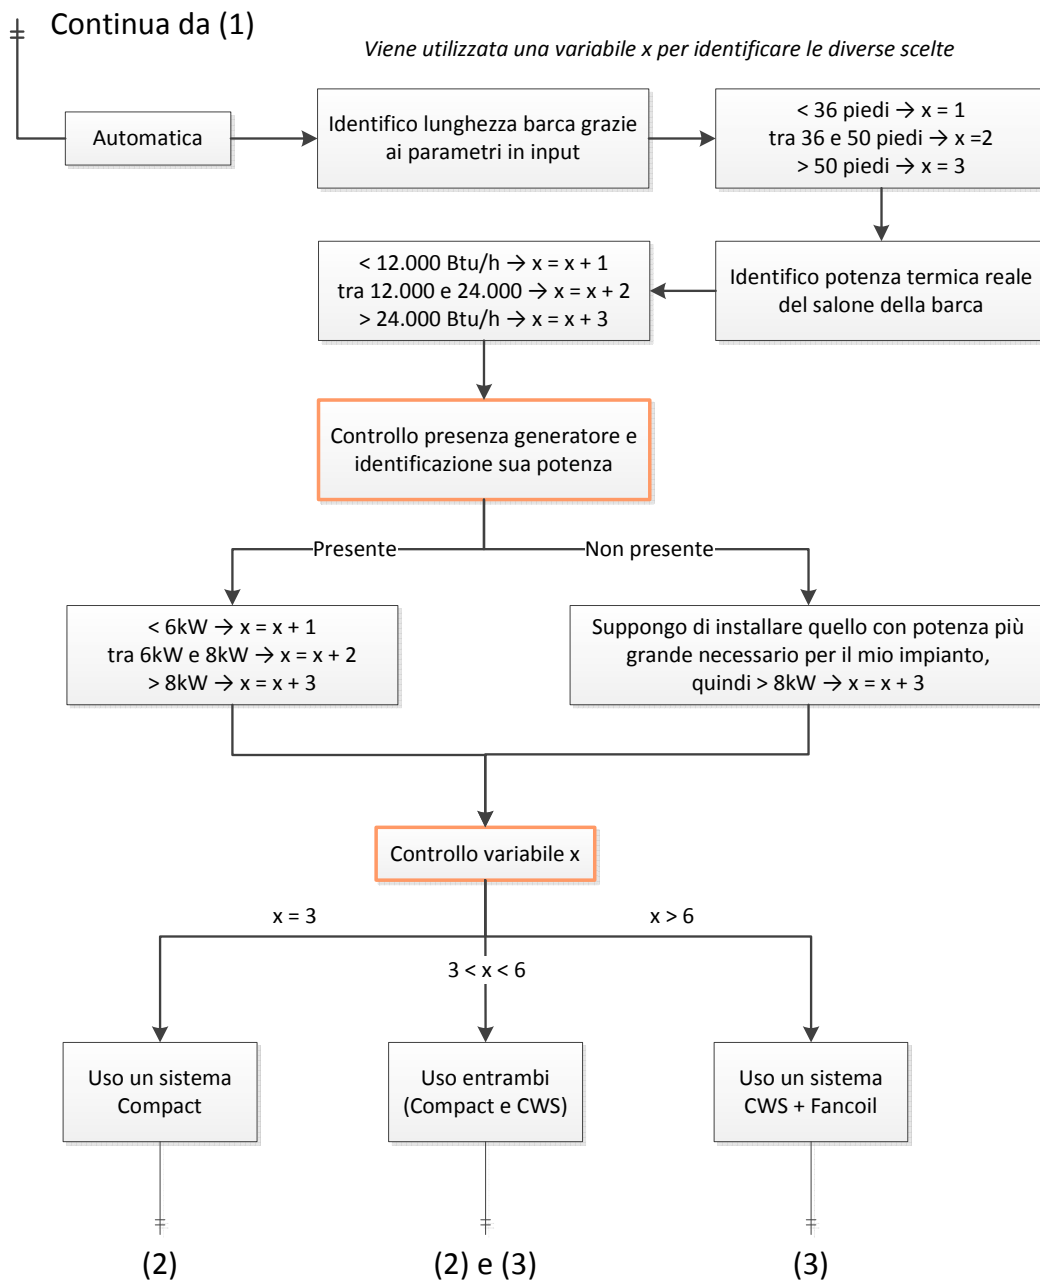 Continua da (1)
Viene utilizzata una variabile x per identificare le diverse scelte
Automatica
Identifico lunghezza barca grazie
ai parametri in input
< 36 piedi → x = 1
tra 36 e 50 piedi → x =2
> 50 piedi → x = 3
Identifico potenza termica reale
del salone della barca
< 12.000 Btu/h → x = x + 1
tra 12.000 e 24.000 → x = x + 2
> 24.000 Btu/h → x = x + 3
Controllo presenza generatore e
identificazione sua potenza
Presente
Non presente
< 6kW → x = x + 1
tra 6kW e 8kW → x = x + 2
> 8kW → x = x + 3
Suppongo di installare quello con potenza più
grande necessario per il mio impianto,
quindi > 8kW → x = x + 3
Controllo variabile x
x = 3
x > 6
3 < x < 6
Uso un sistema
Compact
Uso entrambi
(Compact e CWS)
Uso un sistema
CWS + Fancoil
(2)
(2) e (3)
(3)